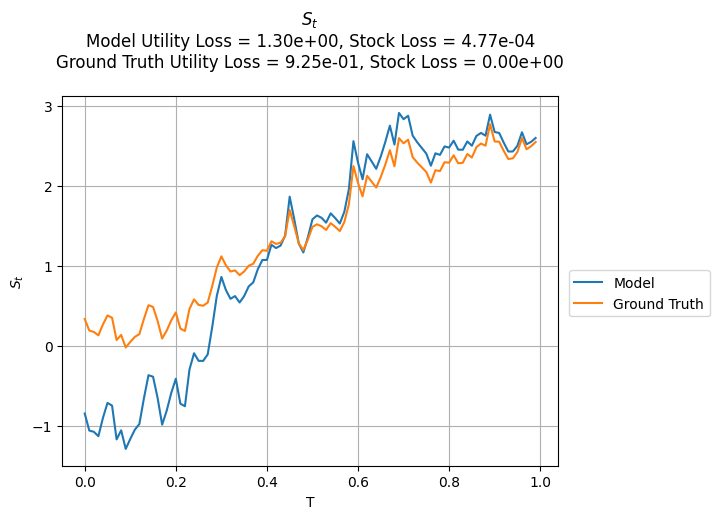 S_t
Model Utility Loss = 1.30e+00, Stock Loss = 4.77e-04
Ground Truth Utility Loss = 9.25e-01, Stock Loss = 0.00e+00
3
2
1
0
−1
S_t
0.0 0.2 0.4 0.6 0.8 1.0
T
Model
Ground Truth